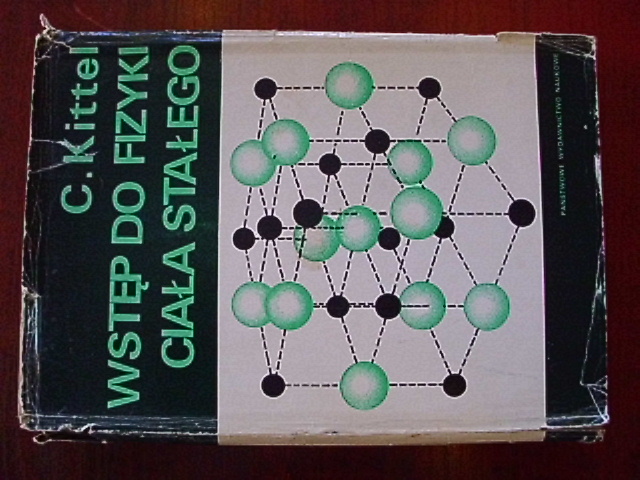 C. Kittel
WSTĘP DO FIZYKI
CIAŁA STAŁEGO
PAŃSTWOWE WYDAWNICTWO NAUKOWE